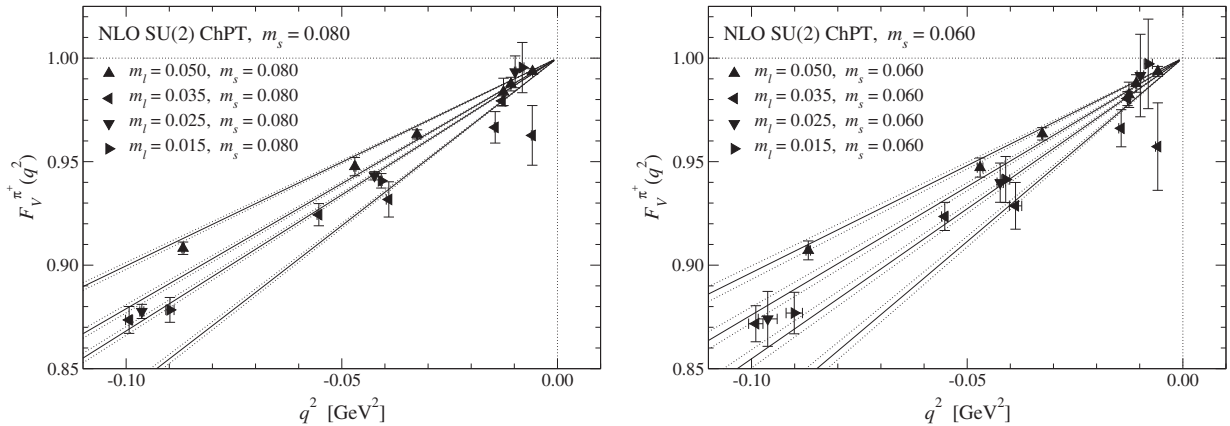 NLO SU(2) ChPT, m_s = 0.080
m_l = 0.050, m_s = 0.080
m_l = 0.035, m_s = 0.080
m_l = 0.025, m_s = 0.080
m_l = 0.015, m_s = 0.080
1.00
0.95
0.90
0.85
F_V^{π^+}(q^2)
-0.10
-0.05
0.00
q^2 [GeV^2]
NLO SU(2) ChPT, m_s = 0.060
m_l = 0.050, m_s = 0.060
m_l = 0.035, m_s = 0.060
m_l = 0.025, m_s = 0.060
m_l = 0.015, m_s = 0.060
1.00
0.95
0.90
0.85
F_V^{π^+}(q^2)
-0.10
-0.05
0.00
q^2 [GeV^2]